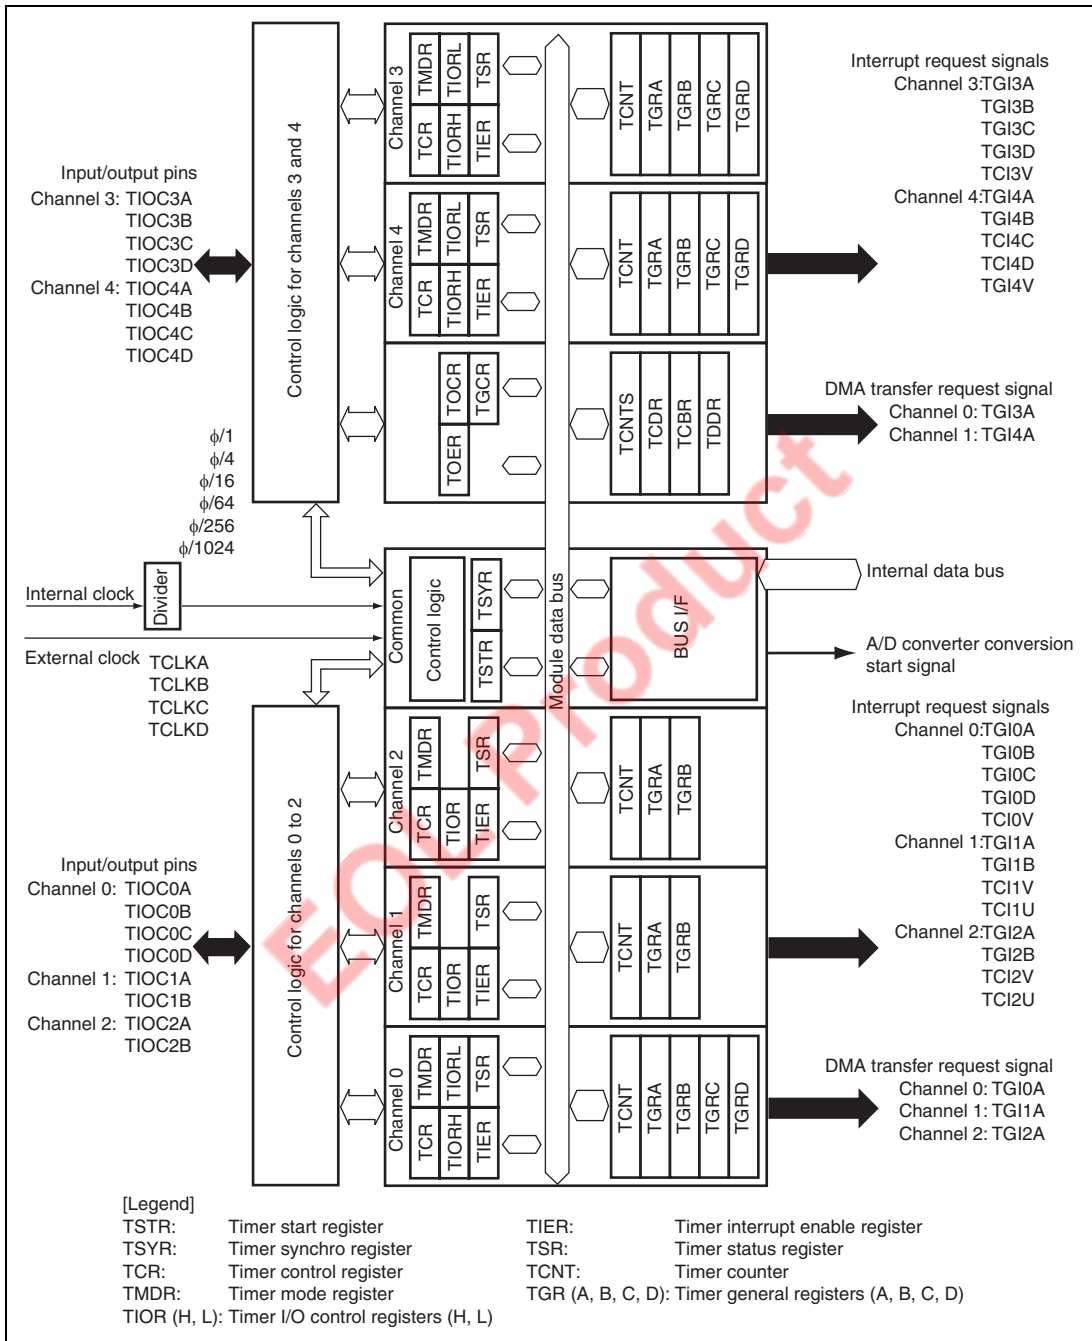 Input/output pins
Channel 3: TIOC3A
TIOC3B
TIOC3C
TIOC3D
Channel 4: TIOC4A
TIOC4B
TIOC4C
TIOC4D
ϕ/1
ϕ/4
ϕ/16
ϕ/64
ϕ/256
ϕ/1024
Internal clock
Divider
External clock
TCLKA
TCLKB
TCLKC
TCLKD
Input/output pins
Channel 0: TIOC0A
TIOC0B
TIOC0C
TIOC0D
Channel 1: TIOC1A
TIOC1B
Channel 2: TIOC2A
TIOC2B
Control logic for channels 3 and 4
Control logic for channels 0 to 2
Channel 3
TMDR TIORL TSR
TCR TIORH TIER
TCNT TGRA TGRB TGRC TGRD
Channel 4
TMDR TIORL TSR
TCR TIORH TIER
TCNT TGRA TGRB TGRC TGRD
TOCR TGCR
TOER
TCNTS TCDR TCBR TDDR
Common
Control logic
TSYR
TSTR
Module data bus
BUS I/F
Channel 2
TMDR TSR
TCR TIOR TIER
TCNT TGRA TGRB
Channel 1
TMDR TSR
TCR TIOR TIER
TCNT TGRA TGRB
Channel 0
TMDR TIORL TSR
TCR TIORH TIER
TCNT TGRA TGRB TGRC TGRD
Interrupt request signals
Channel 3:TGI3A
TGI3B
TGI3C
TGI3D
TCI3V
Channel 4:TGI4A
TGI4B
TCI4C
TCI4D
TGI4V
DMA transfer request signal
Channel 0: TGI3A
Channel 1: TGI4A
Internal data bus
A/D converter conversion
start signal
Interrupt request signals
Channel 0:TGI0A
TGI0B
TGI0C
TGI0D
TCI0V
Channel 1:TGI1A
TGI1B
TCI1V
TCI1U
Channel 2:TGI2A
TGI2B
TCI2V
TCI2U
DMA transfer request signal
Channel 0: TGI0A
Channel 1: TGI1A
Channel 2: TGI2A
EOL Product
[Legend]
TSTR: Timer start register
TSYR: Timer synchro register
TCR: Timer control register
TMDR: Timer mode register
TIOR (H, L): Timer I/O control registers (H, L)
TIER: Timer interrupt enable register
TSR: Timer status register
TCNT: Timer counter
TGR (A, B, C, D): Timer general registers (A, B, C, D)